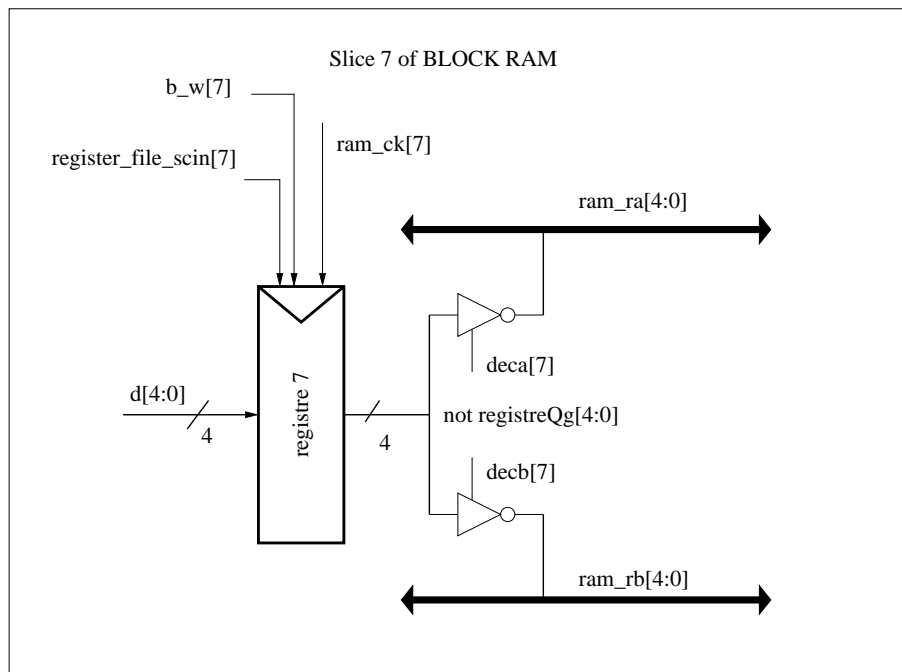 Slice 7 of BLOCK RAM
b_w[7]
ram_ck[7]
register_file_scin[7]
ram_ra[4:0]
deca[7]
d[4:0]
4
registre 7
4
not registreQg[4:0]
decb[7]
ram_rb[4:0]